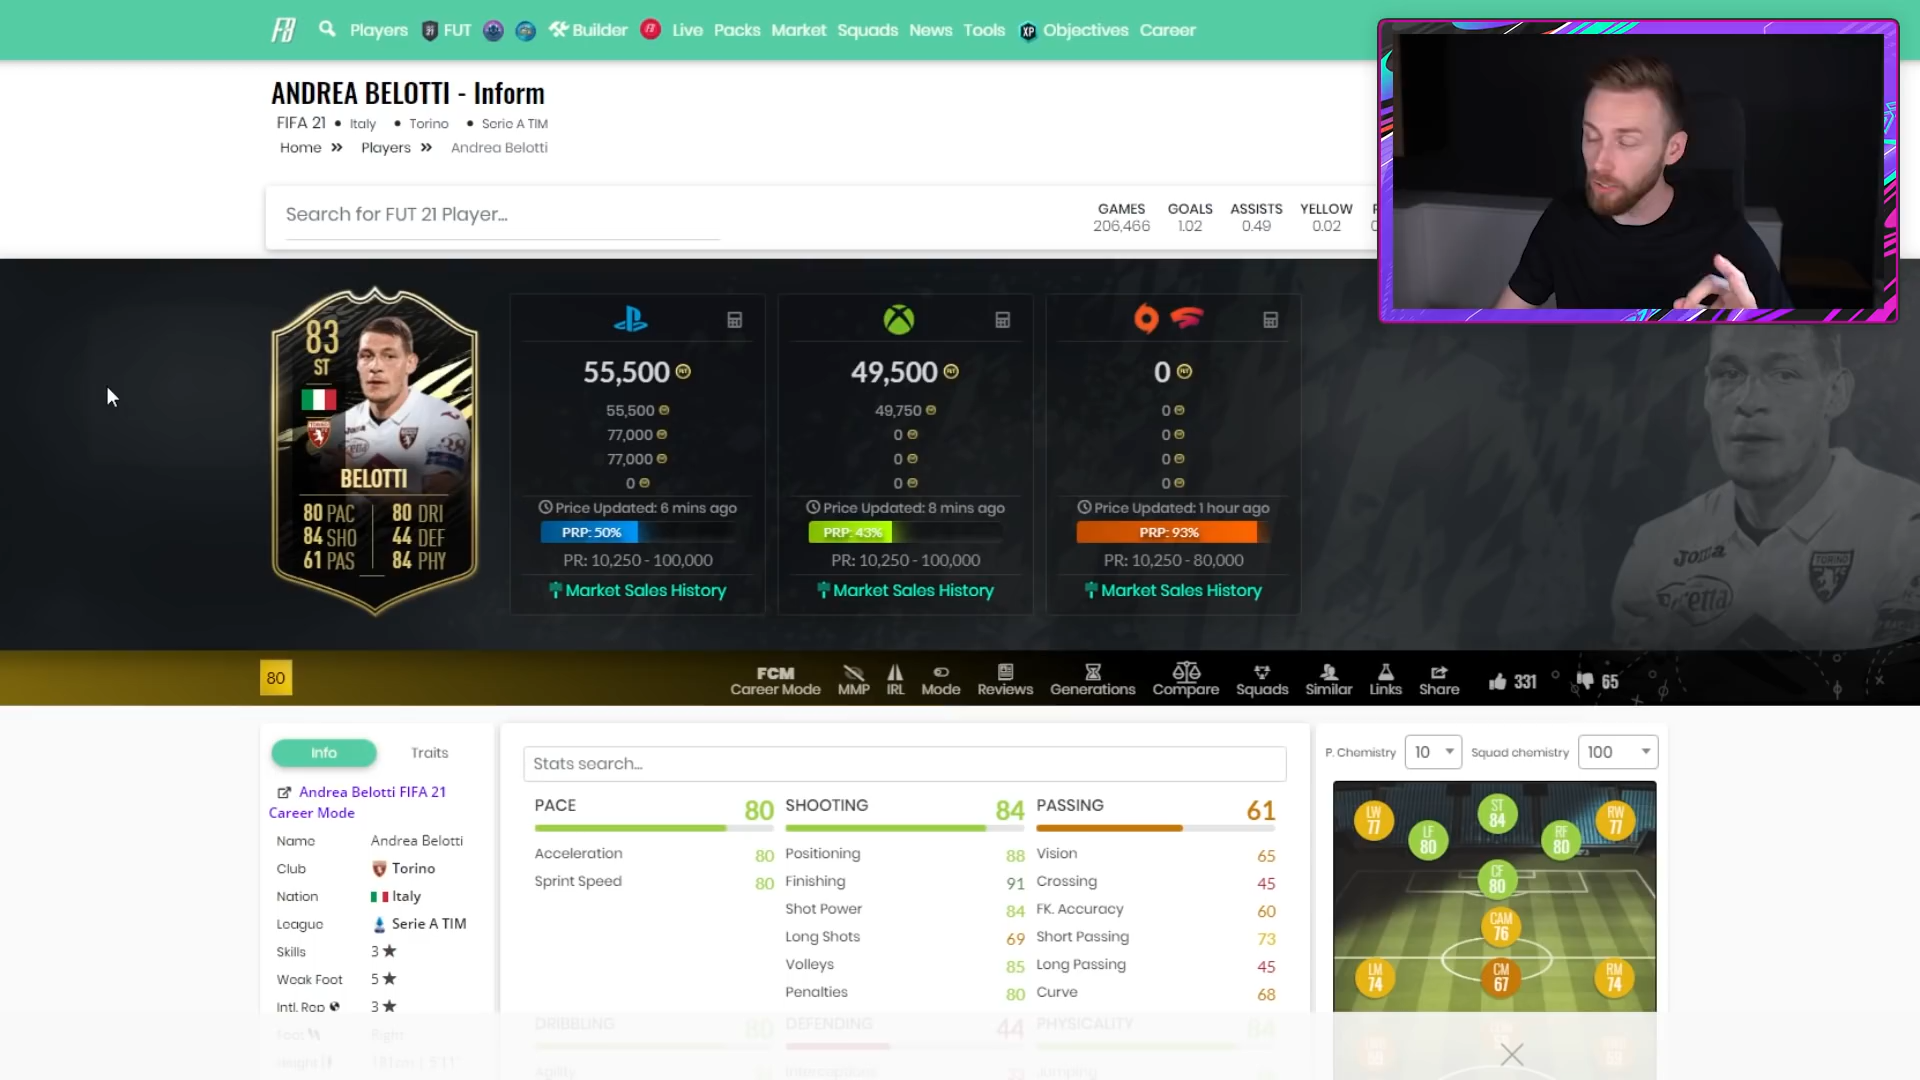 Players FUT Builder Live Packs Market Squads News Tools XP Objectives Career
ANDREA BELOTTI - Inform
FIFA 21 • Italy • Torino • Serie A TIM
Home » Players » Andrea Belotti
Search for FUT 21 Player...
GAMES GOALS ASSISTS YELLOW
206,466 1.02 0.49 0.02
83
ST
BELOTTI
80 PAC 80 DRI
84 SHO 44 DEF
61 PAS 84 PHY
55,500
55,500
77,000
77,000
0
Price Updated: 6 mins ago
PRP: 50%
PR: 10,250 - 100,000
Market Sales History
49,500
49,750
0
0
0
Price Updated: 8 mins ago
PRP: 43%
PR: 10,250 - 100,000
Market Sales History
0
0
0
0
0
Price Updated: 1 hour ago
PRP: 93%
PR: 10,250 - 80,000
Market Sales History
80
FCM
Career Mode MMP IRL Mode Reviews Generations Compare Squads Similar Links Share 331 65
Info Traits
Andrea Belotti FIFA 21
Career Mode
Name Andrea Belotti
Club Torino
Nation Italy
League Serie A TIM
Skills 3★
Weak Foot 5★
Intl. Rep 3★
Foot Right
Stats search...
PACE 80
Acceleration 80
Sprint Speed 80
SHOOTING 84
Positioning 88
Finishing 91
Shot Power 84
Long Shots 69
Volleys 85
Penalties 80
PASSING 61
Vision 65
Crossing 45
FK. Accuracy 60
Short Passing 73
Long Passing 45
Curve 68
DRIBBLING 80
DEFENDING 44
PHYSICALITY 84
P. Chemistry 10 Squad chemistry 100
LW 77
ST 84
RW 77
LF 80
RF 80
CF 80
CAM 76
LM 74
CM 67
RM 74